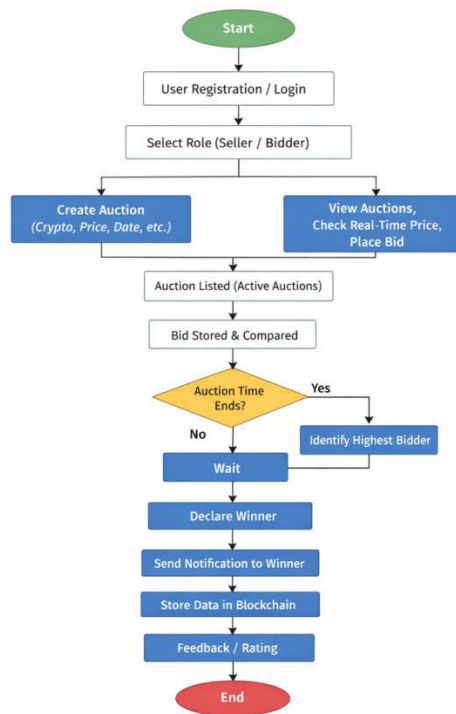 Start
User Registration / Login
Select Role (Seller / Bidder)
Create Auction
(Crypto, Price, Date, etc.)
View Auctions,
Check Real-Time Price,
Place Bid
Auction Listed (Active Auctions)
Bid Stored & Compared
Auction Time
Ends?
Yes
No
Identify Highest Bidder
Wait
Declare Winner
Send Notification to Winner
Store Data in Blockchain
Feedback / Rating
End